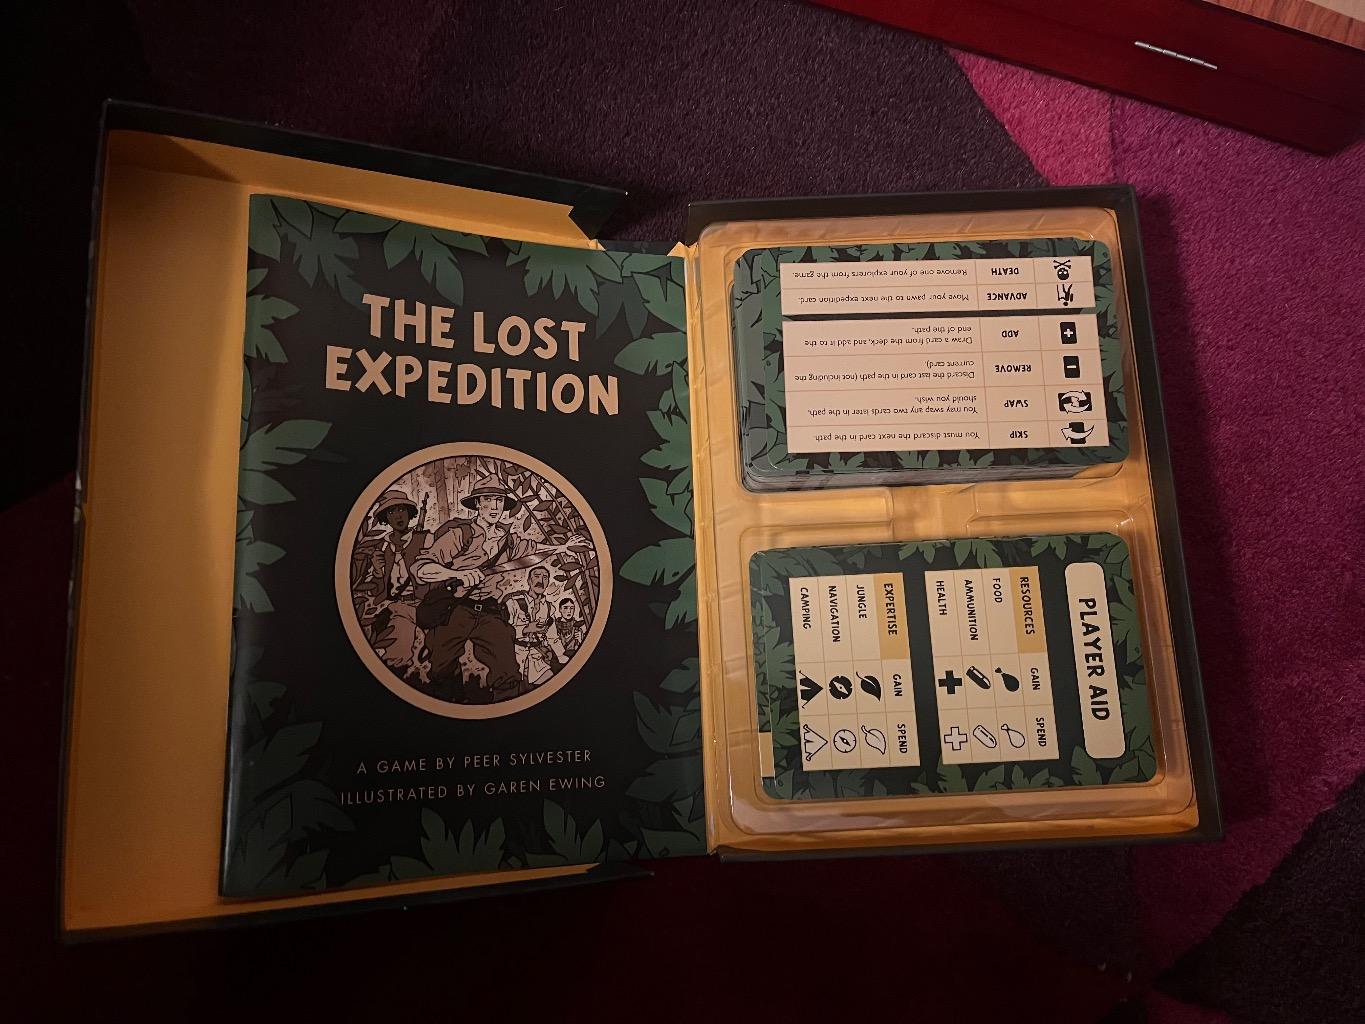 THE LOST
EXPEDITION
A GAME BY PEER SYLVESTER
ILLUSTRATED BY GAREN EWING
SKIP You must discard the next card in the path.
SWAP You may swap any two cards later in the path,
should you wish.
REMOVE Discard the last the card in the path (not including the
current card).
ADD Draw a card from the deck, and add it to the
end of the path.
ADVANCE Move your pawn to the next expedition card.
DEATH Remove one of your explorers from the game.
PLAYER AID
RESOURCES GAIN SPEND
FOOD
AMMUNITION
HEALTH
EXPERTISE GAIN SPEND
JUNGLE
NAVIGATION
CAMPING